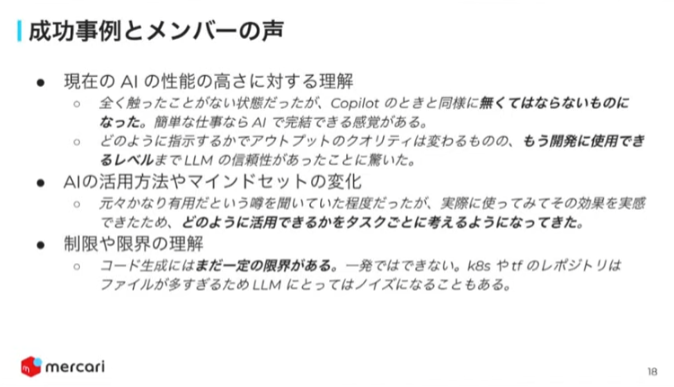 成功事例とメンバーの声
● 現在の AI の性能の高さに対する理解
○ 全く触ったことがない状態だったが、Copilot のときと同様に無くてはならないものに
なった。簡単な仕事なら AI で完結できる感覚がある。
○ どのように指示するかでアウトプットのクオリティは変わるものの、もう開発に使用でき
るレベルまで LLM の信頼性があったことに驚いた。
● AIの活用方法やマインドセットの変化
○ 元々かなり有用だという噂を聞いていた程度だったが、実際に使ってみてその効果を実感
できたため、どのように活用できるかをタスクごとに考えるようになってきた。
● 制限や限界の理解
○ コード生成にはまだ一定の限界がある。一発ではできない。k8s や tf のレポジトリは
ファイルが多すぎるため LLM にとってはノイズになることもある。
mercari
18